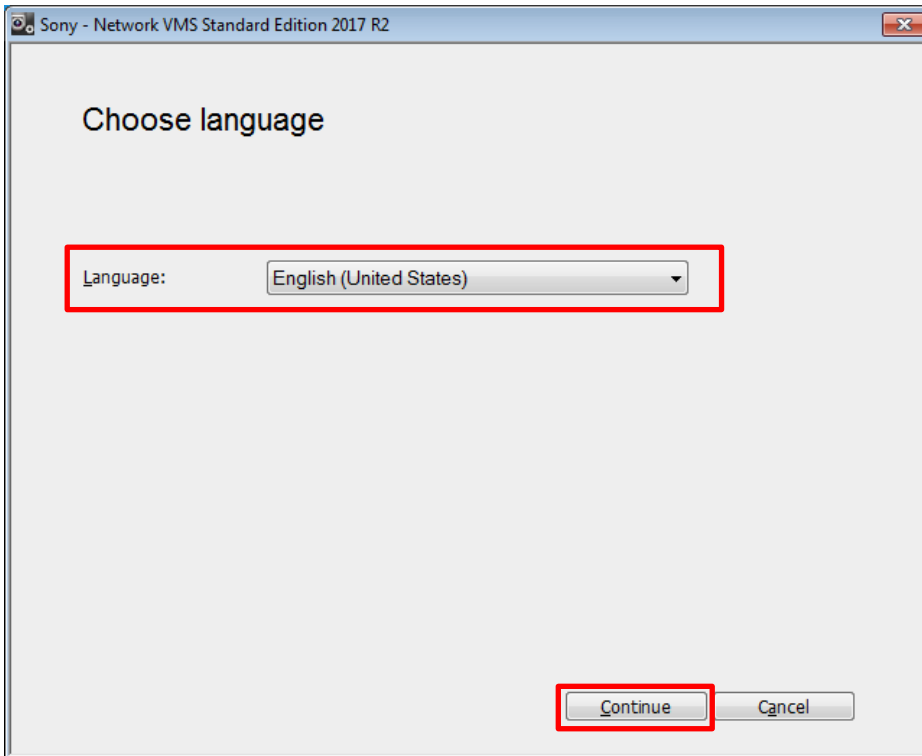 Sony - Network VMS Standard Edition 2017 R2
Choose language
Language: English (United States)
Continue Cancel